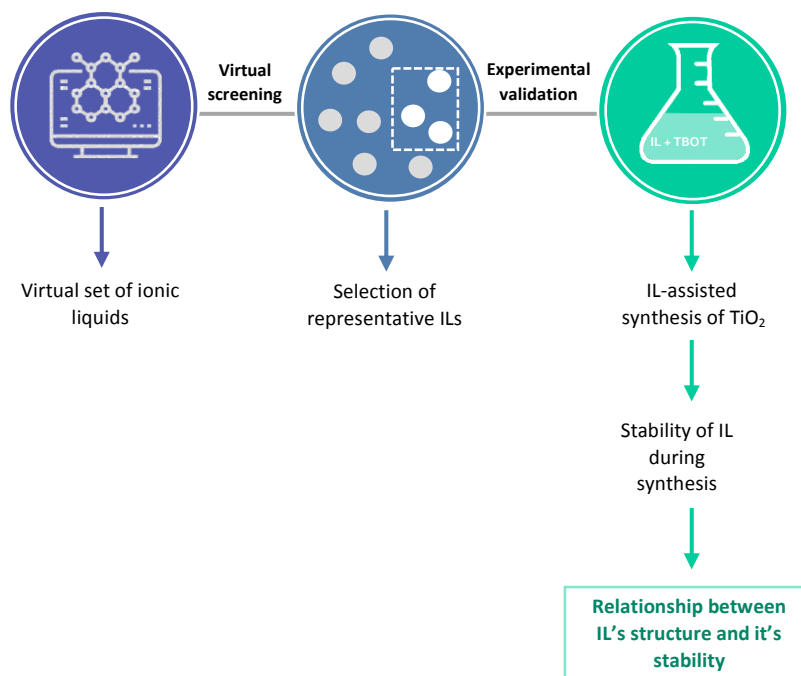 Virtual
screening
Experimental
validation
IL + TBOT
Virtual set of ionic
liquids
Selection of
representative ILs
IL-assisted
synthesis of TiO₂
Stability of IL
during
synthesis
Relationship between
IL’s structure and it’s
stability